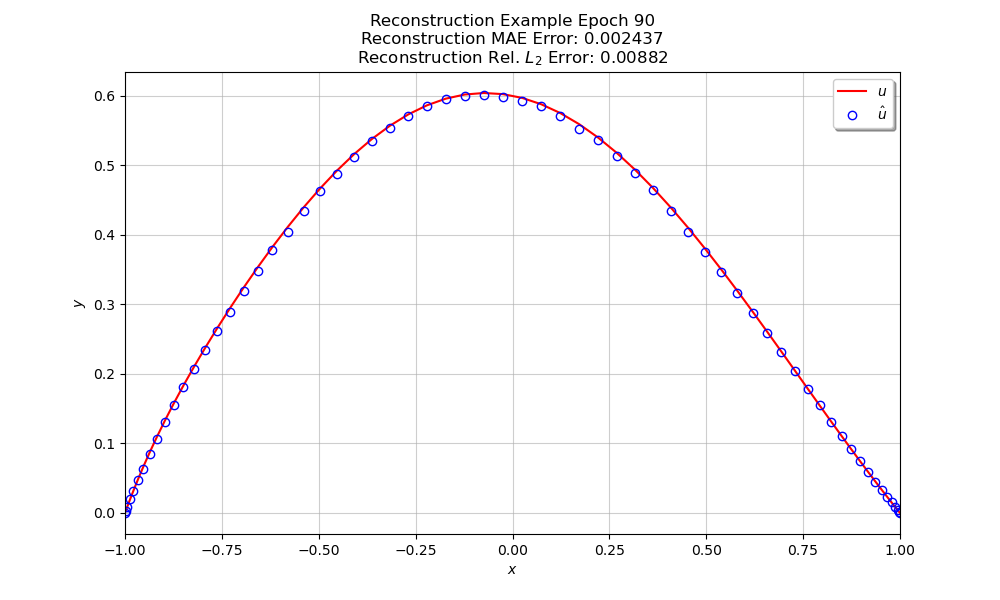 Reconstruction Example Epoch 90
Reconstruction MAE Error: 0.002437
Reconstruction Rel. $L_2$ Error: 0.00882
u
û
0.6
0.5
0.4
0.3
0.2
0.1
0.0
y
−1.00 −0.75 −0.50 −0.25 0.00 0.25 0.50 0.75 1.00
x